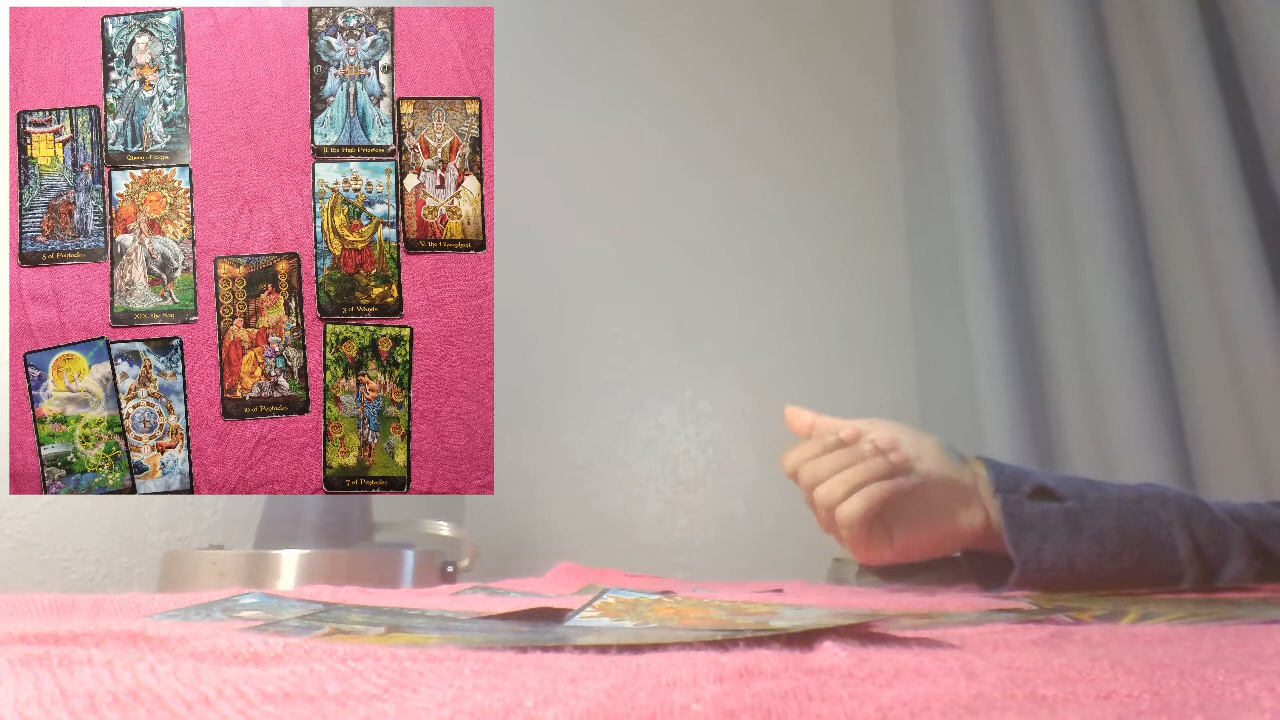 Queen of Cups
II. the High Priestess
5 of Pentacles
V. the Hierophant
XIX. the Sun
3 of Wands
10 of Pentacles
7 of Pentacles